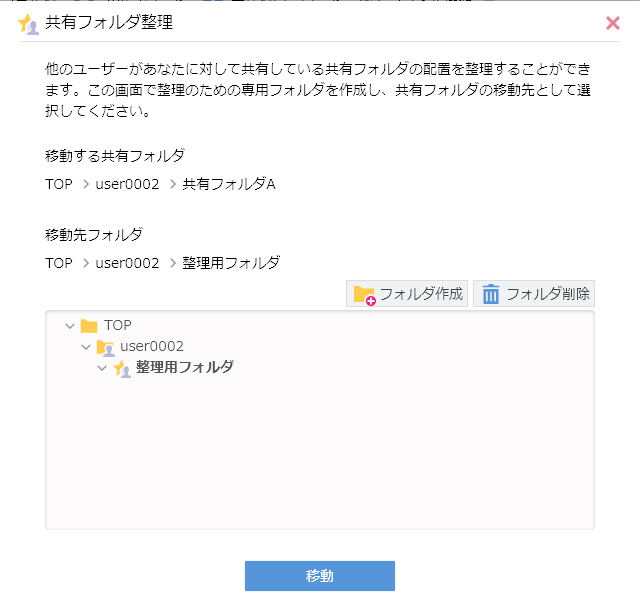 共有フォルダ整理
他のユーザーがあなたに対して共有している共有フォルダの配置を整理することができ
ます。この画面で整理のための専用フォルダを作成し、共有フォルダの移動先として選
択してください。
移動する共有フォルダ
TOP > user0002 > 共有フォルダA
移動先フォルダ
TOP > user0002 > 整理用フォルダ
フォルダ作成 フォルダ削除
TOP
user0002
整理用フォルダ
移動